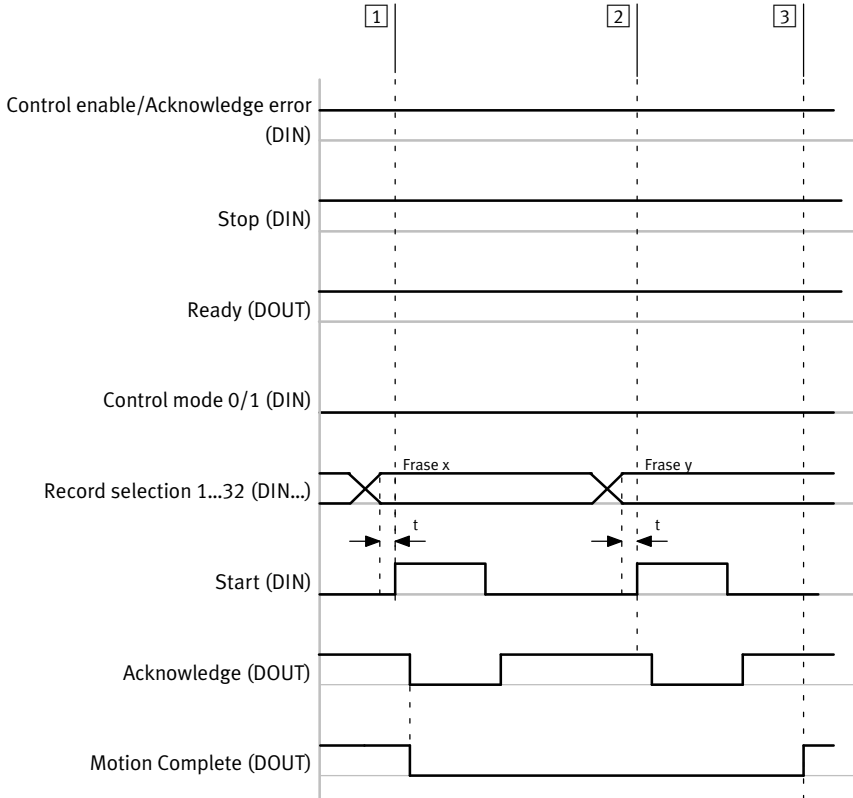 1
2
3
Control enable/Acknowledge error
(DIN)
Stop (DIN)
Ready (DOUT)
Control mode 0/1 (DIN)
Frase x
Frase y
Record selection 1...32 (DIN...)
t
t
Start (DIN)
Acknowledge (DOUT)
Motion Complete (DOUT)